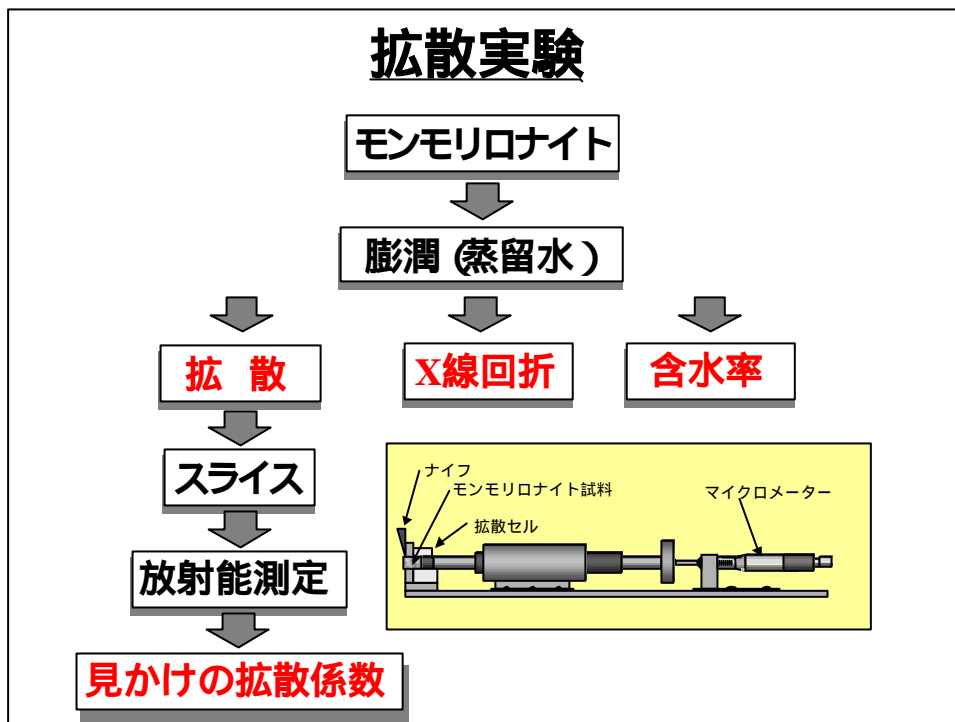 拡散実験
モンモリロナイト
膨潤 (蒸留水)
拡 散
X線回折
含水率
スライス
放射能測定
見かけの拡散係数
ナイフ
モンモリロナイト試料
拡散セル
マイクロメーター